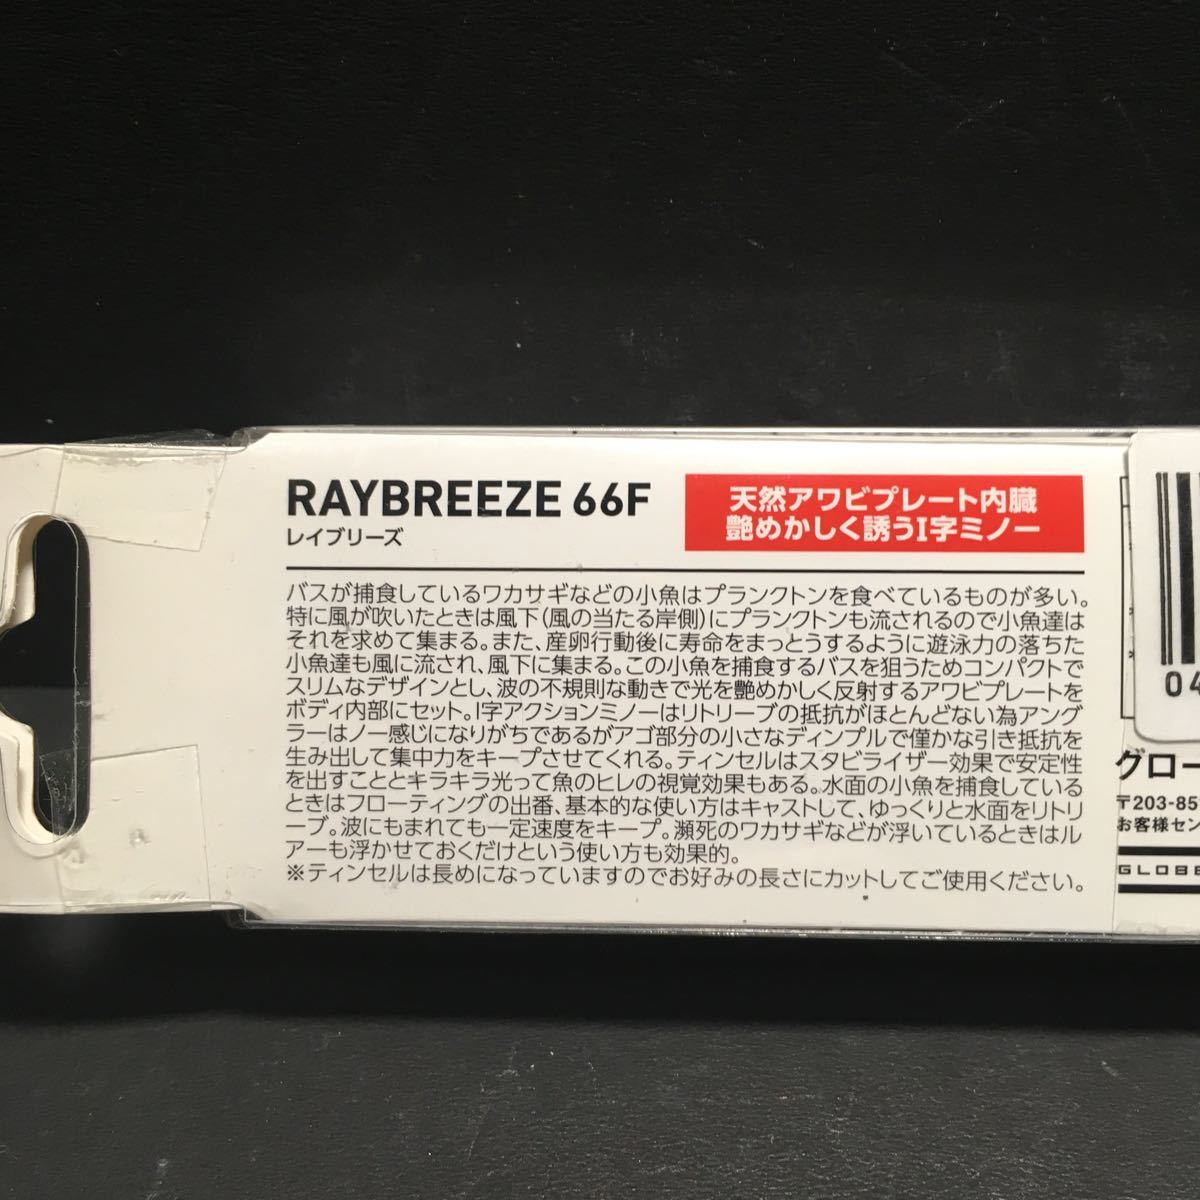 RAYBREEZE 66F
レイブリーズ
天然アワビプレート内臓
艶めかしく誘うI字ミノー
バスが捕食しているワカサギなどの小魚はプランクトンを食べているものが多い。
特に風が吹いたときは風下(風の当たる岸側)にプランクトンも流されるので小魚達は
それを求めて集まる。また、産卵行動後に寿命をまっとうするように遊泳力の落ちた
小魚達も風に流され、風下に集まる。この小魚を捕食するバスを狙うためコンパクトで
スリムなデザインとし、波の不規則な動きで光を艶めかしく反射するアワビプレートを
ボディ内部にセット。I字アクションミノーはリトリーブの抵抗がほとんどない為アング
ラーはノー感じになりがちであるがアゴ部分の小さなディンプルで僅かな引き抵抗を
生み出して集中力をキープさせてくれる。ティンセルはスタビライザー効果で安定性
を出すこととキラキラ光って魚のヒレの視覚効果もある。水面の小魚を捕食している
ときはフローティングの出番、基本的な使い方はキャストして、ゆっくりと水面をリトリ
ーブ。波にもまれても一定速度をキープ。瀕死のワカサギなどが浮いているときはル
アーも浮かせておくだけという使い方も効果的。
※ティンセルは長めになっていますのでお好みの長さにカットしてご使用ください。
04
グロー
〒203-85
お客様セン
GLOBE